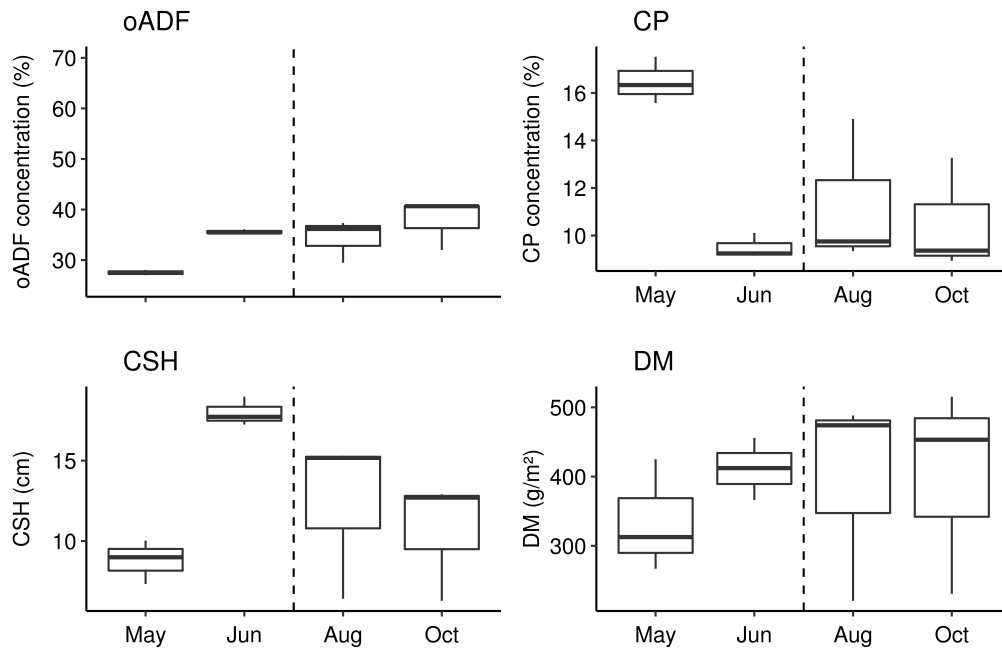 oADF
oADF concentration (%)
70
60
50
40
30
CP
CP concentration (%)
16
14
12
10
May Jun Aug Oct
CSH
CSH (cm)
15
10
May Jun Aug Oct
DM
DM (g/m²)
500
400
300
May Jun Aug Oct